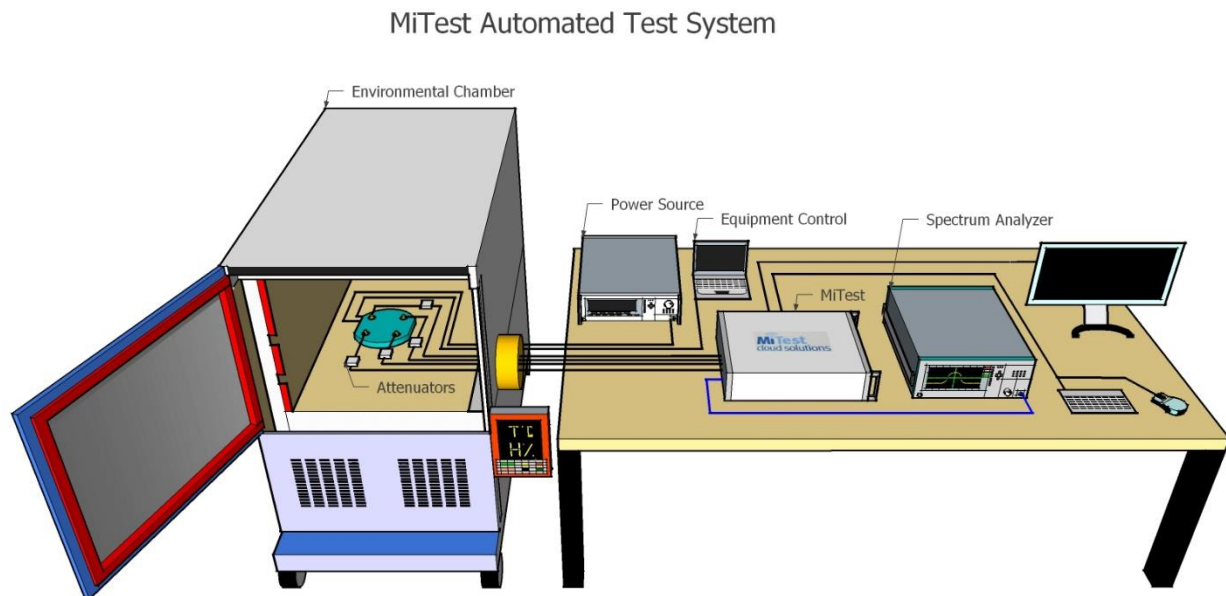 MiTest Automated Test System
Environmental Chamber
Power Source
Equipment Control
Spectrum Analyzer
MiTest
MiTest
cloud solutions
Attenuators
T°C
H%